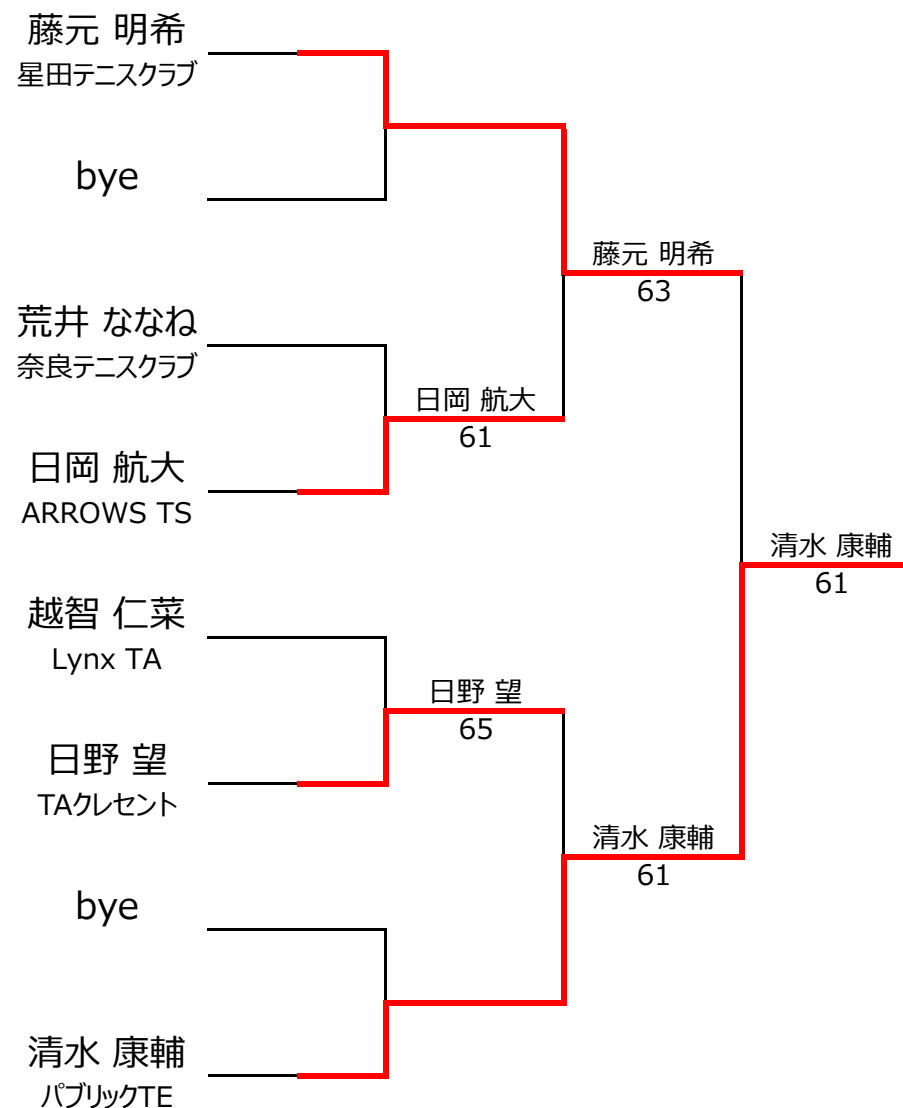 藤元 明希
星田テニスクラブ
bye
藤元 明希
63
荒井 ななね
奈良テニスクラブ
日岡 航大
61
日岡 航大
ARROWS TS
清水 康輔
61
越智 仁菜
Lynx TA
日野 望
65
日野 望
TAクレセント
清水 康輔
61
bye
清水 康輔
パブリックTE